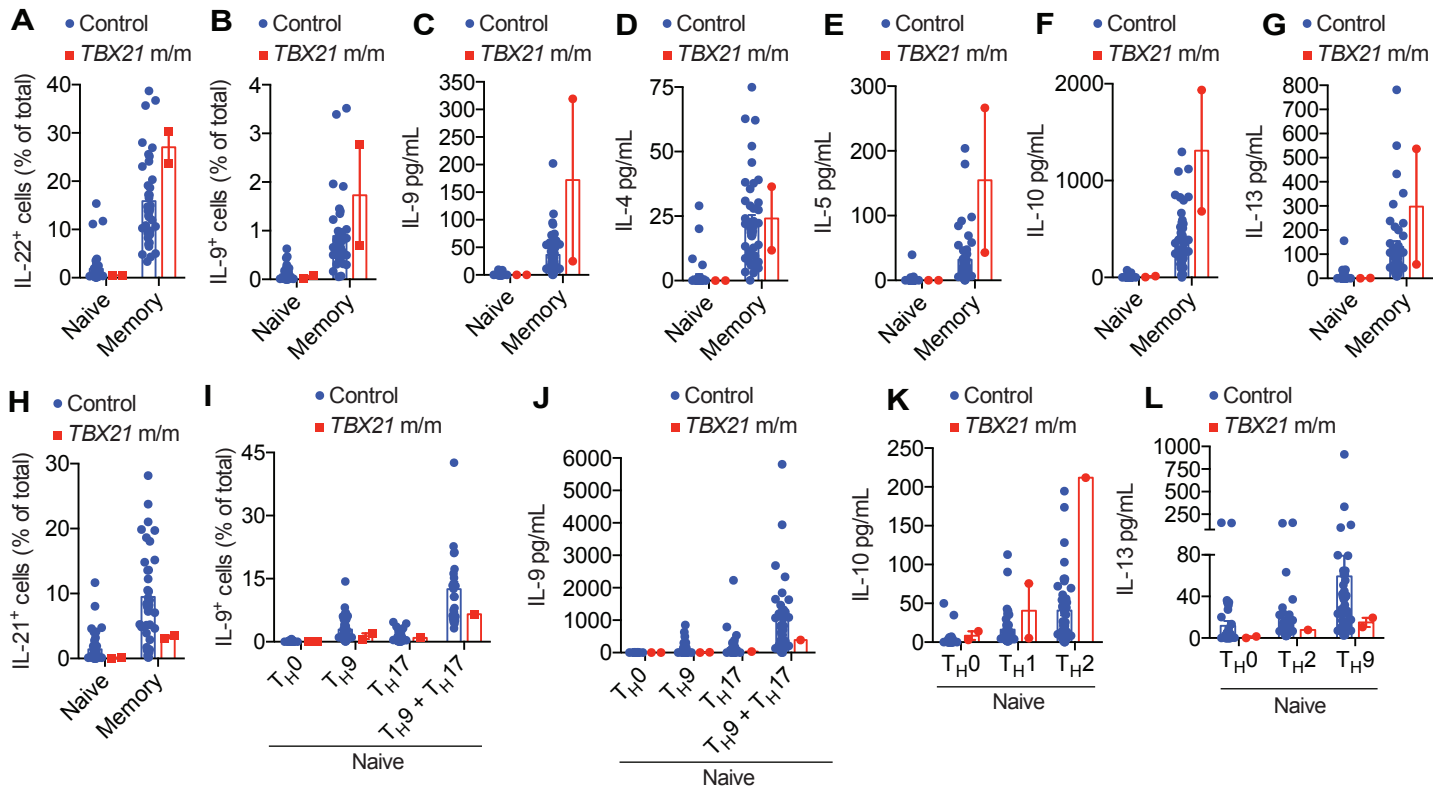 A
Control
TBX21 m/m
IL-22+ cells (% of total)
40
30
20
10
0
Naive
Memory
B
Control
TBX21 m/m
IL-9+ cells (% of total)
4
3
2
1
0
Naive
Memory
C
Control
TBX21 m/m
IL-9 pg/mL
350
300
250
200
150
100
50
0
Naive
Memory
D
Control
TBX21 m/m
IL-4 pg/mL
75
50
25
0
Naive
Memory
E
Control
TBX21 m/m
IL-5 pg/mL
300
200
100
0
Naive
Memory
F
Control
TBX21 m/m
IL-10 pg/mL
2000
1000
0
Naive
Memory
G
Control
TBX21 m/m
IL-13 pg/mL
800
700
600
500
400
300
200
100
0
Naive
Memory
H
Control
TBX21 m/m
IL-21+ cells (% of total)
30
20
10
0
Naive
Memory
I
Control
TBX21 m/m
IL-9+ cells (% of total)
45
30
15
0
TH0
TH9
TH17
TH9 + TH17
Naive
J
Control
TBX21 m/m
IL-9 pg/mL
6000
5000
4000
3000
2000
1000
0
TH0
TH9
TH17
TH9 + TH17
Naive
K
Control
TBX21 m/m
IL-10 pg/mL
250
200
150
100
50
0
TH0 TH1 TH2
Naive
L
Control
TBX21 m/m
IL-13 pg/mL
1000
750
500
250
80
40
0
TH0 TH2 TH9
Naive